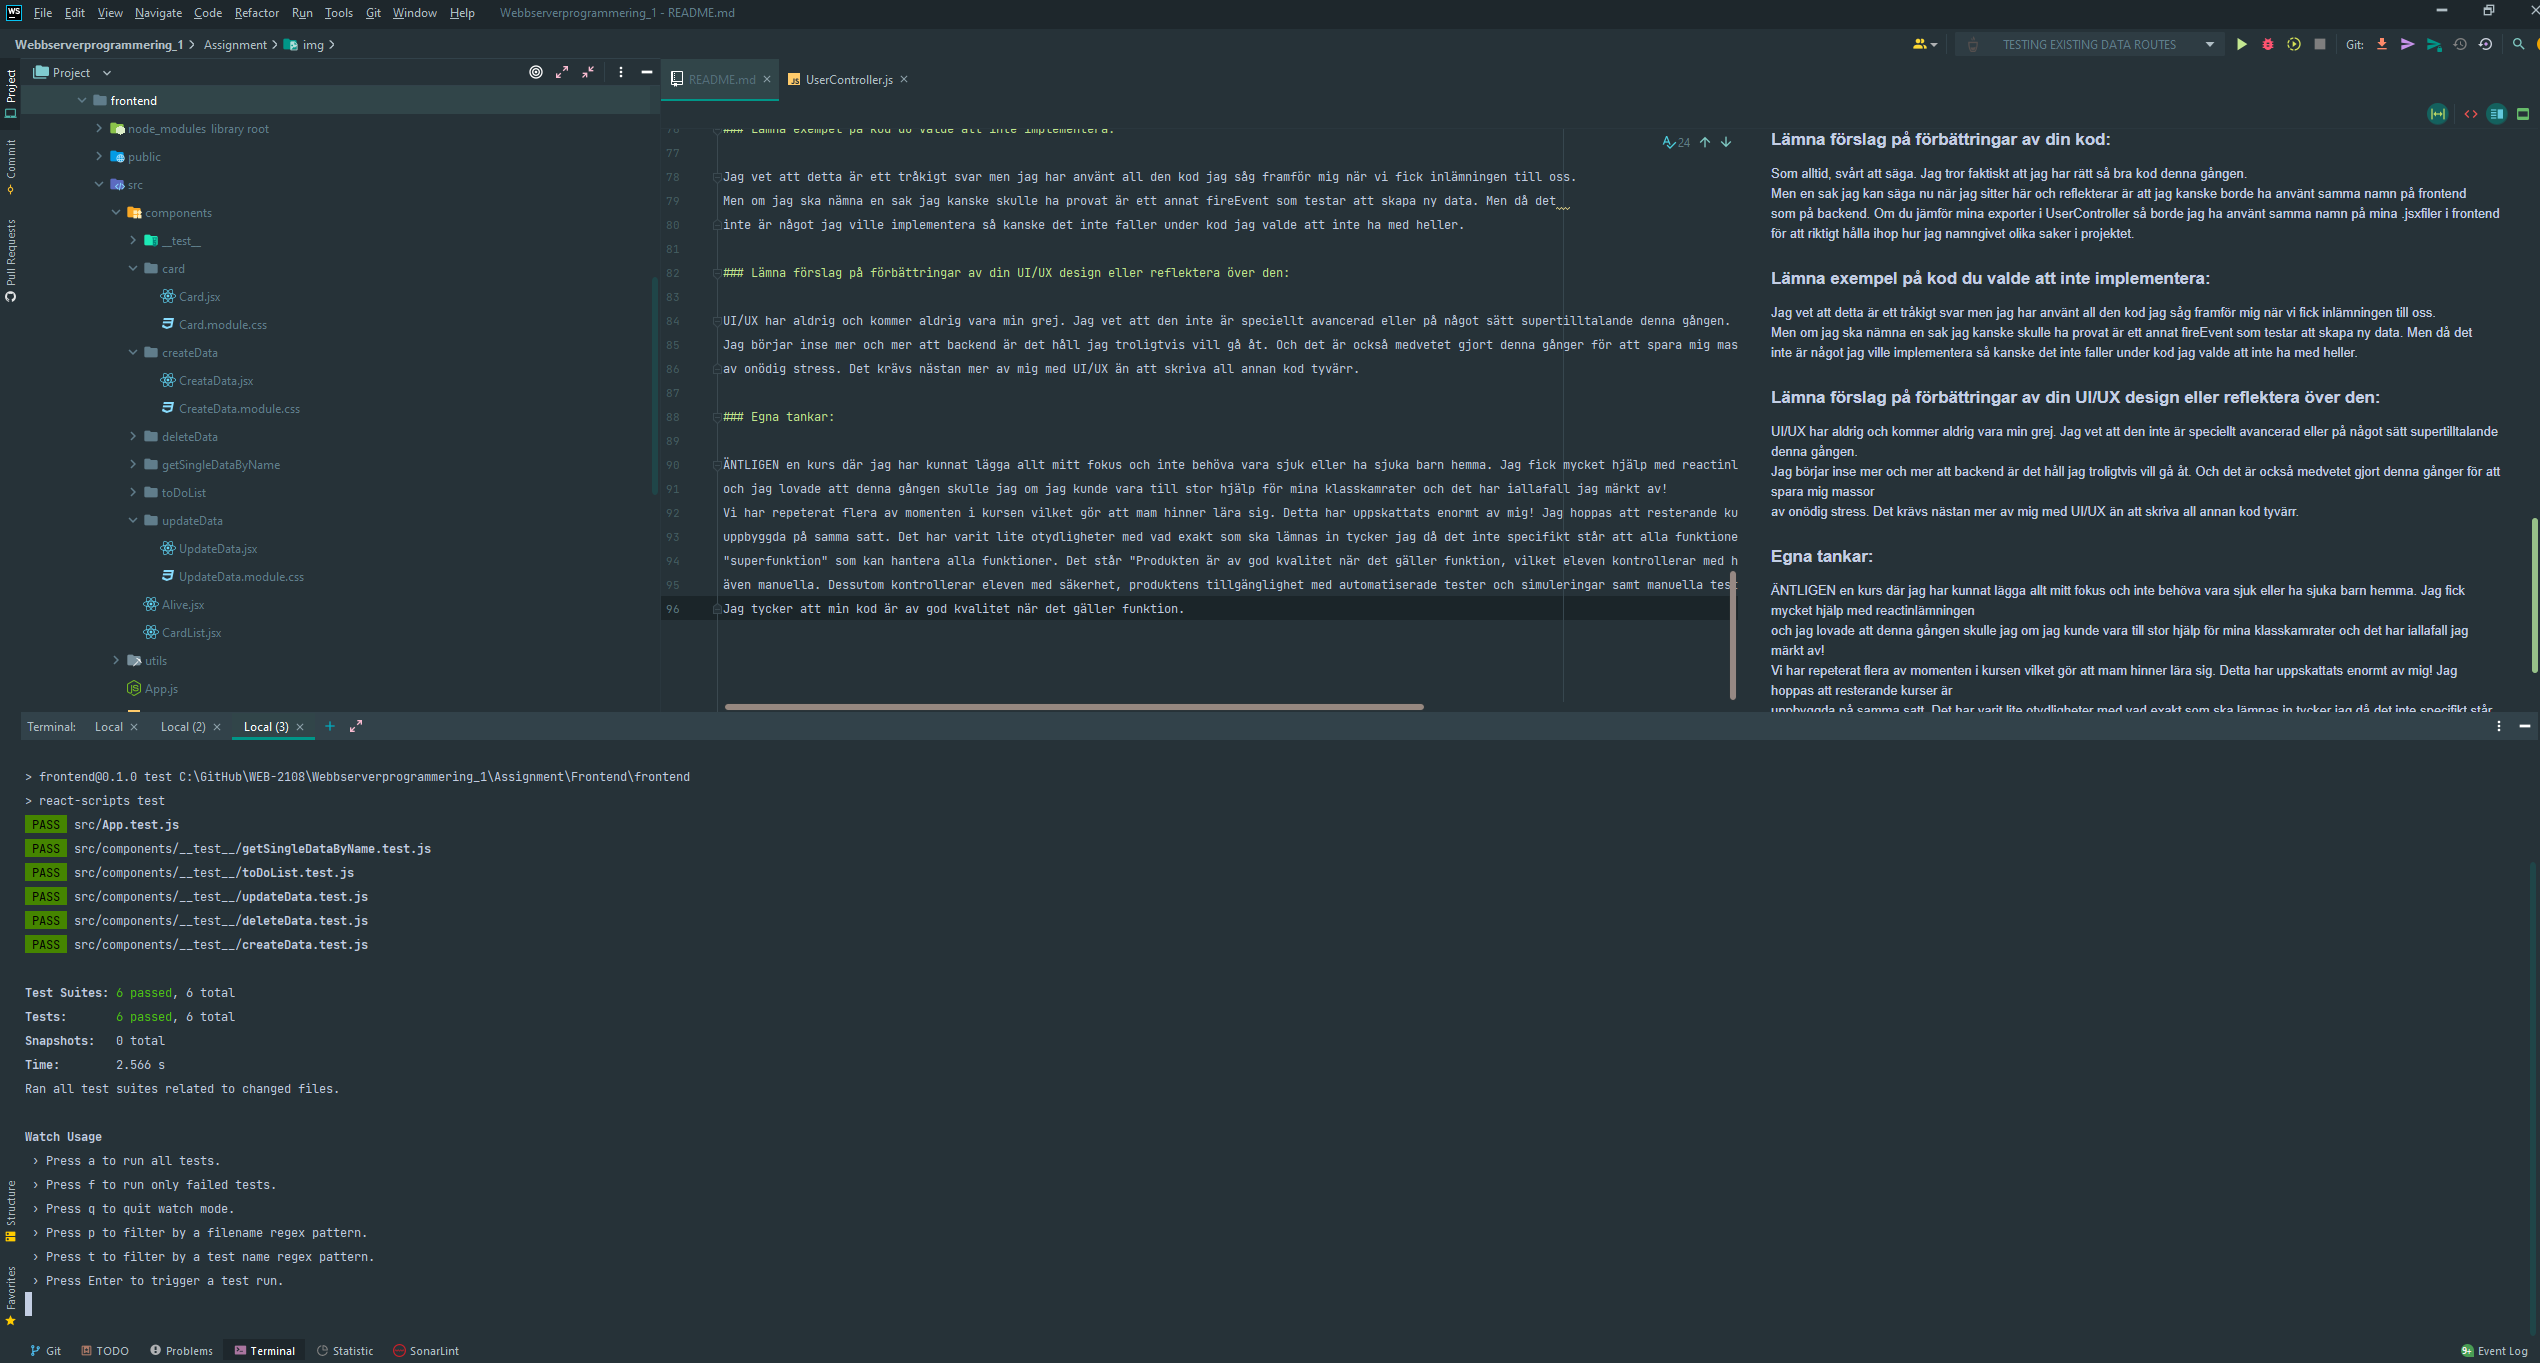 WS File Edit View Navigate Code Refactor Run Tools Git Window Help Webbserverprogrammering_1 - README.md
Webbserverprogrammering_1 Assignment img
TESTING EXISTING DATA ROUTES Git:
Project
Project
Commit
Pull Requests
frontend
node_modules library root
public
src
components
__test__
card
Card.jsx
Card.module.css
createData
CreataData.jsx
CreateData.module.css
deleteData
getSingleDataByName
toDoList
updateData
UpdateData.jsx
UpdateData.module.css
Alive.jsx
CardList.jsx
utils
App.js
README.md UserController.js
24
76 ### Lämna exempel på kod du valde att inte implementera:
77
78 Jag vet att detta är ett tråkigt svar men jag har använt all den kod jag såg framför mig när vi fick inlämningen till oss.
79 Men om jag ska nämna en sak jag kanske skulle ha provat är ett annat fireEvent som testar att skapa ny data. Men då det
80 inte är något jag ville implementera så kanske det inte faller under kod jag valde att inte ha med heller.
81
82 ### Lämna förslag på förbättringar av din UI/UX design eller reflektera över den:
83
84 UI/UX har aldrig och kommer aldrig vara min grej. Jag vet att den inte är speciellt avancerad eller på något sätt supertilltalande denna gången.
85 Jag börjar inse mer och mer att backend är det håll jag troligtvis vill gå åt. Och det är också medvetet gjort denna gånger för att spara mig mas
86 av onödig stress. Det krävs nästan mer av mig med UI/UX än att skriva all annan kod tyvärr.
87
88 ### Egna tankar:
89
90 ÄNTLIGEN en kurs där jag har kunnat lägga allt mitt fokus och inte behöva vara sjuk eller ha sjuka barn hemma. Jag fick mycket hjälp med reactinl
91 och jag lovade att denna gången skulle jag om jag kunde vara till stor hjälp för mina klasskamrater och det har iallafall jag märkt av!
92 Vi har repeterat flera av momenten i kursen vilket gör att mam hinner lära sig. Detta har uppskattats enormt av mig! Jag hoppas att resterande ku
93 uppbyggda på samma satt. Det har varit lite otydligheter med vad exakt som ska lämnas in tycker jag då det inte specifikt står att alla funktione
94 "superfunktion" som kan hantera alla funktioner. Det står "Produkten är av god kvalitet när det gäller funktion, vilket eleven kontrollerar med h
95 även manuella. Dessutom kontrollerar eleven med säkerhet, produktens tillgänglighet med automatiserade tester och simuleringar samt manuella test
96 Jag tycker att min kod är av god kvalitet när det gäller funktion.
Lämna förslag på förbättringar av din kod:
Som alltid, svårt att säga. Jag tror faktiskt att jag har rätt så bra kod denna gången.
Men en sak jag kan säga nu när jag sitter här och reflekterar är att jag kanske borde ha använt samma namn på frontend
som på backend. Om du jämför mina exporter i UserController så borde jag ha använt samma namn på mina .jsxfiler i frontend
för att riktigt hålla ihop hur jag namngivet olika saker i projektet.
Lämna exempel på kod du valde att inte implementera:
Jag vet att detta är ett tråkigt svar men jag har använt all den kod jag såg framför mig när vi fick inlämningen till oss.
Men om jag ska nämna en sak jag kanske skulle ha provat är ett annat fireEvent som testar att skapa ny data. Men då det
inte är något jag ville implementera så kanske det inte faller under kod jag valde att inte ha med heller.
Lämna förslag på förbättringar av din UI/UX design eller reflektera över den:
UI/UX har aldrig och kommer aldrig vara min grej. Jag vet att den inte är speciellt avancerad eller på något sätt supertilltalande
denna gången.
Jag börjar inse mer och mer att backend är det håll jag troligtvis vill gå åt. Och det är också medvetet gjort denna gånger för att
spara mig massor
av onödig stress. Det krävs nästan mer av mig med UI/UX än att skriva all annan kod tyvärr.
Egna tankar:
ÄNTLIGEN en kurs där jag har kunnat lägga allt mitt fokus och inte behöva vara sjuk eller ha sjuka barn hemma. Jag fick
mycket hjälp med reactinlämningen
och jag lovade att denna gången skulle jag om jag kunde vara till stor hjälp för mina klasskamrater och det har iallafall jag
märkt av!
Vi har repeterat flera av momenten i kursen vilket gör att mam hinner lära sig. Detta har uppskattats enormt av mig! Jag
hoppas att resterande kurser är
uppbyggda på samma satt. Det har varit lite otydligheter med vad exakt som ska lämnas in tycker jag då det inte specifikt står
Terminal: Local Local (2) Local (3)
> frontend@0.1.0 test C:\GitHub\WEB-2108\Webbserverprogrammering_1\Assignment\Frontend\frontend
> react-scripts test
PASS src/App.test.js
PASS src/components/__test__/getSingleDataByName.test.js
PASS src/components/__test__/toDoList.test.js
PASS src/components/__test__/updateData.test.js
PASS src/components/__test__/deleteData.test.js
PASS src/components/__test__/createData.test.js
Test Suites: 6 passed, 6 total
Tests: 6 passed, 6 total
Snapshots: 0 total
Time: 2.566 s
Ran all test suites related to changed files.
Watch Usage
› Press a to run all tests.
› Press f to run only failed tests.
› Press q to quit watch mode.
› Press p to filter by a filename regex pattern.
› Press t to filter by a test name regex pattern.
› Press Enter to trigger a test run.
Structure
Favorites
Git TODO Problems Terminal Statistic SonarLint 9+ Event Log